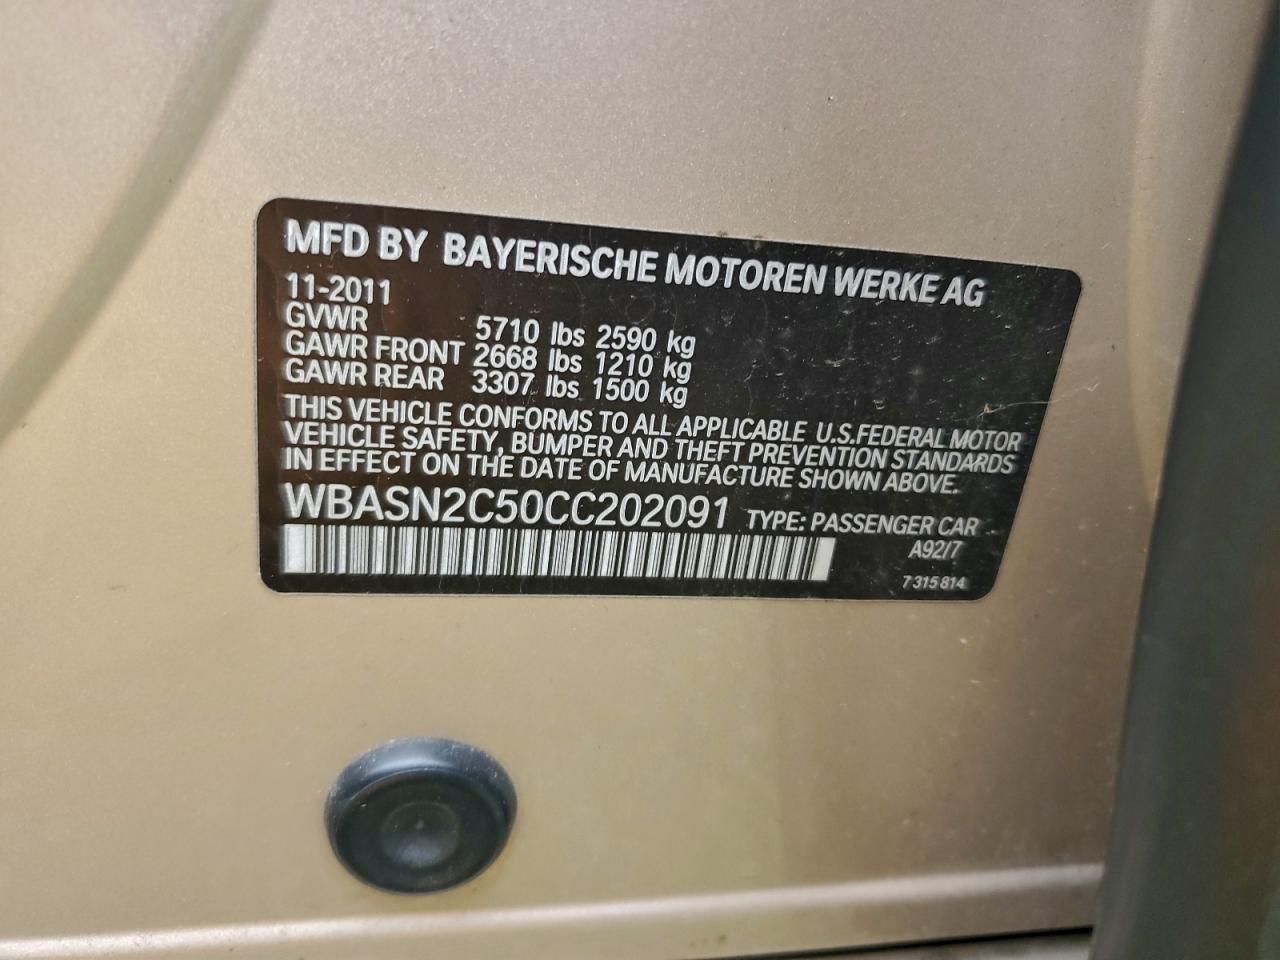 MFD BY BAYERISCHE MOTOREN WERKE AG
11-2011
GVWR 5710 lbs 2590 kg
GAWR FRONT 2668 lbs 1210 kg
GAWR REAR 3307 lbs 1500 kg
THIS VEHICLE CONFORMS TO ALL APPLICABLE U.S.FEDERAL MOTOR
VEHICLE SAFETY, BUMPER AND THEFT PREVENTION STANDARDS
IN EFFECT ON THE DATE OF MANUFACTURE SHOWN ABOVE.
WBASN2C50CC202091 TYPE: PASSENGER CAR
A92/7
7 315 814